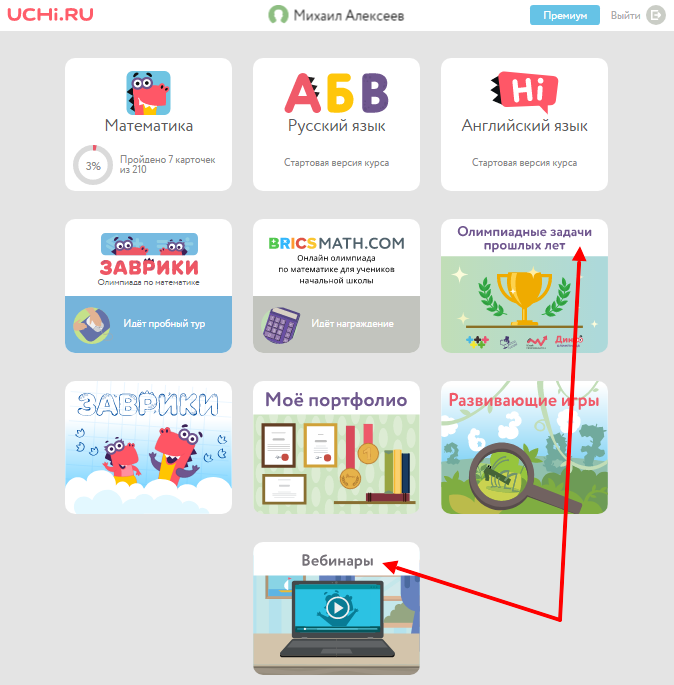 UCHi.RU
Михаил Алексеев
Премиум
Выйти
Математика
3%
Пройдено 7 карточек
из 210
АБВ
Русский язык
Стартовая версия курса
Hi
Английский язык
Стартовая версия курса
ЗАВРИКИ
Олимпиада по математике
Идёт пробный тур
BRICSMATH.COM
Онлайн олимпиада
по математике для учеников
начальной школы
Идёт награждение
Олимпиадные задачи
прошлых лет
ЗАВРИКИ
Моё портфолио
Развивающие игры
6 3
Вебинары